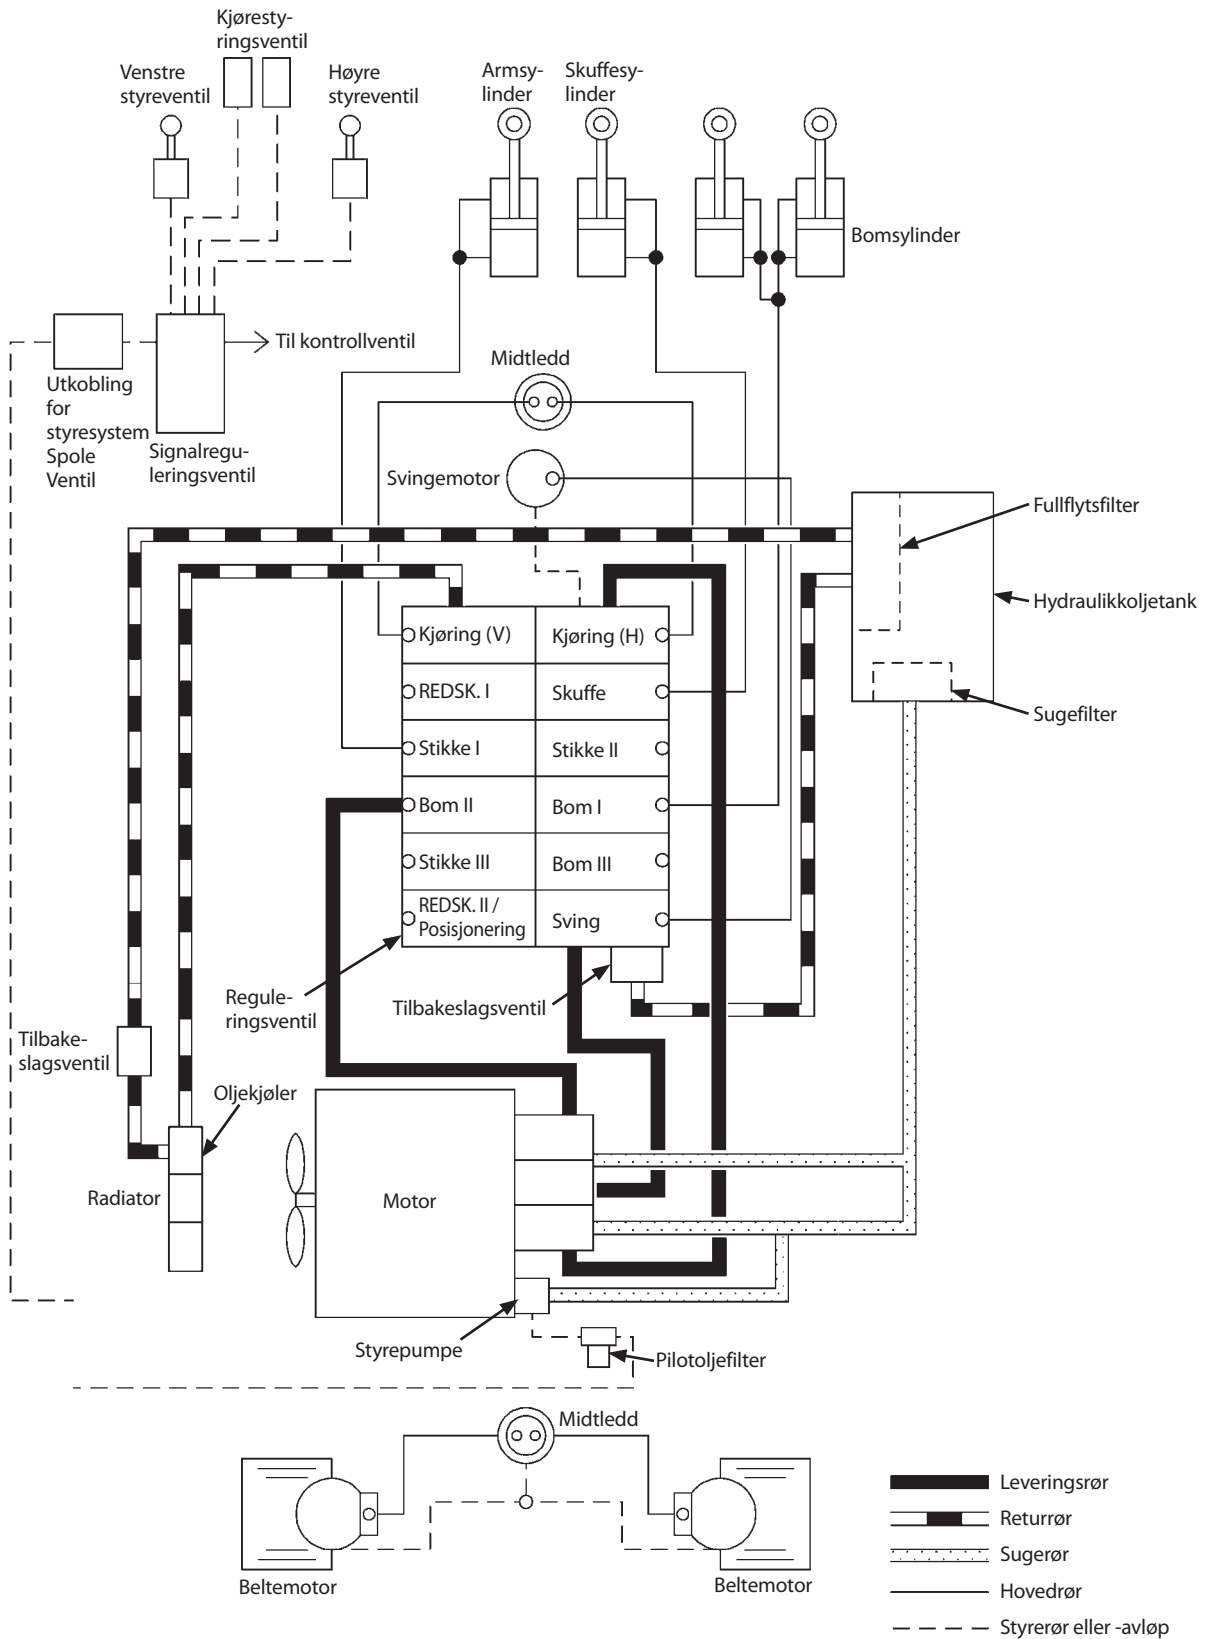 Kjøresty-
ringsventil
Venstre
styreventil
Høyre
styreventil
Armsy-
linder
Skuffesy-
linder
Bomsylinder
Til kontrollventil
Utkobling
for
styresystem
Spole
Ventil
Signalregu-
leringsventil
Midtledd
Svingemotor
Fullflytsfilter
Hydraulikkoljetank
Sugefilter
Kjøring (V)
Kjøring (H)
REDSK. I
Skuffe
Stikke I
Stikke II
Bom II
Bom I
Stikke III
Bom III
REDSK. II /
Posisjonering
Sving
Regule-
ringsventil
Tilbakeslagsventil
Tilbake-
slagsventil
Oljekjøler
Radiator
Motor
Styrepumpe
Pilotoljefilter
Midtledd
Beltemotor
Beltemotor
Leveringsrør
Returrør
Sugerør
Hovedrør
Styrerør eller -avløp